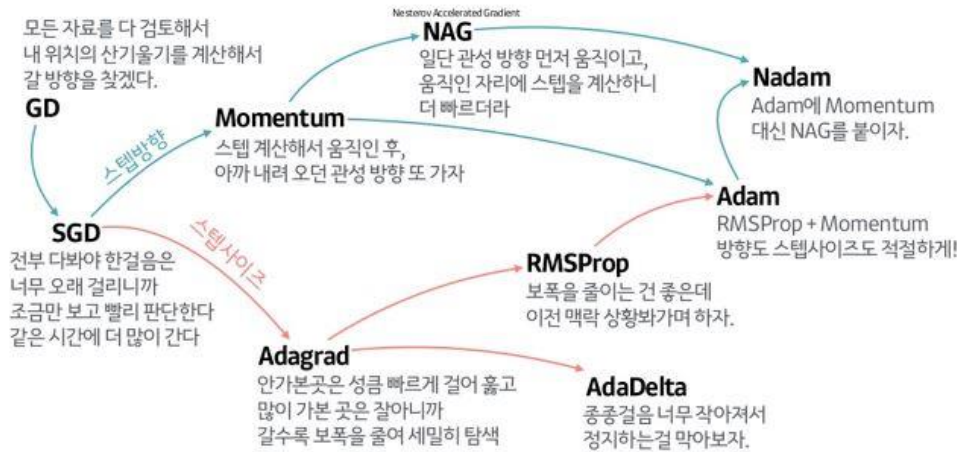 모든 자료를 다 검토해서
내 위치의 산기울기를 계산해서
갈 방향을 찾겠다.
GD
스텝방향
Momentum
스텝 계산해서 움직인 후,
아까 내려 오던 관성 방향 또 가자
Nesterov Accelerated Gradient
NAG
일단 관성 방향 먼저 움직이고,
움직인 자리에 스텝을 계산하니
더 빠르더라
Nadam
Adam에 Momentum
대신 NAG를 붙이자.
Adam
RMSProp + Momentum
방향도 스텝사이즈도 적절하게!
SGD
전부 다봐야 한걸음은
너무 오래 걸리니까
조금만 보고 빨리 판단한다
같은 시간에 더 많이 간다
스텝사이즈
RMSProp
보폭을 줄이는 건 좋은데
이전 맥락 상황봐가며 하자.
Adagrad
안가본곳은 성큼 빠르게 걸어 훑고
많이 가본 곳은 잘아니까
갈수록 보폭을 줄여 세밀히 탐색
AdaDelta
종종걸음 너무 작아져서
정지하는걸 막아보자.